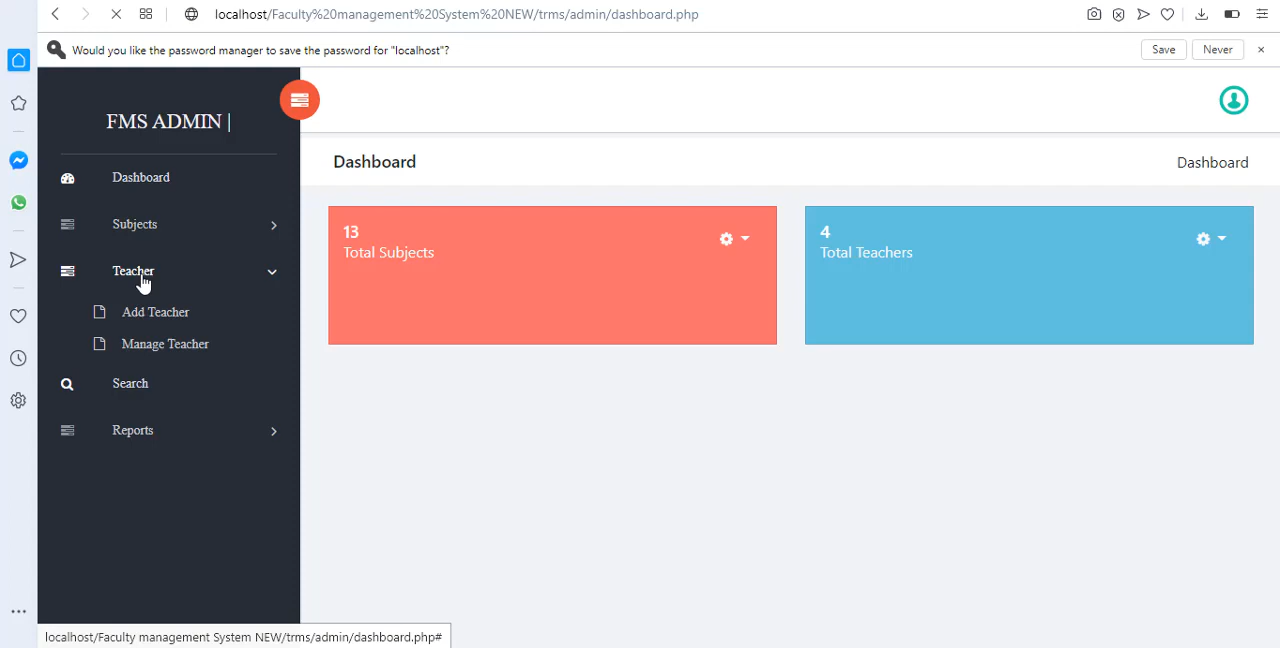 localhost/Faculty%20management%20System%20NEW/trms/admin/dashboard.php
Would you like the password manager to save the password for "localhost"?
Save
Never
FMS ADMIN |
Dashboard
Subjects
Teacher
Add Teacher
Manage Teacher
Search
Reports
Dashboard
Dashboard
13
Total Subjects
4
Total Teachers
localhost/Faculty management System NEW/trms/admin/dashboard.php#